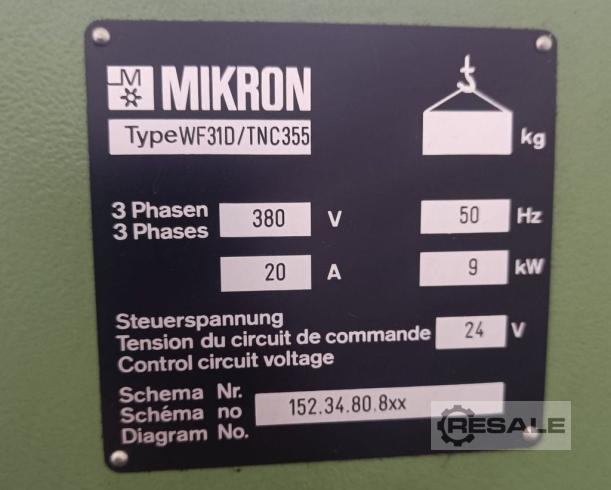 M MIKRON
Type WF31D/TNC355
kg
3 Phasen
3 Phases 380 V 50 Hz
20 A 9 kW
Steuerspannung
Tension du circuit de commande 24 V
Control circuit voltage
Schema Nr.
Schéma no 152.34.80.8xx
Diagram No.
RESALE